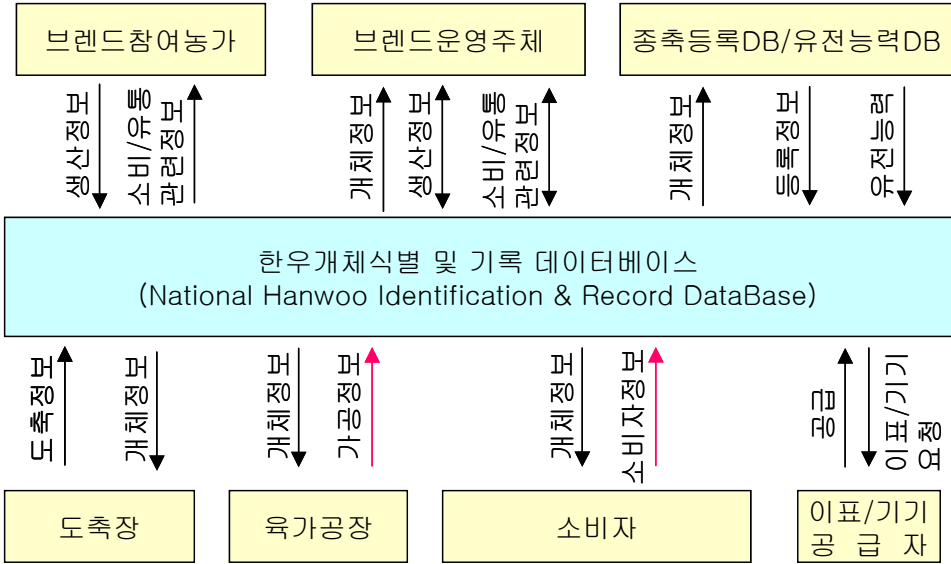 브렌드참여농가
브렌드운영주체
종축등록DB/유전능력DB
생산정보
소비/유통
관련정보
개체정보
생산정보
소비/유통
관련정보
개체정보
등록정보
유전능력
한우개체식별 및 기록 데이터베이스
(National Hanwoo Identification & Record DataBase)
도축정보
개체정보
개체정보
가공정보
개체정보
소비자정보
공급
이표/기기
요청
도축장
육가공장
소비자
이표/기기
공 급 자